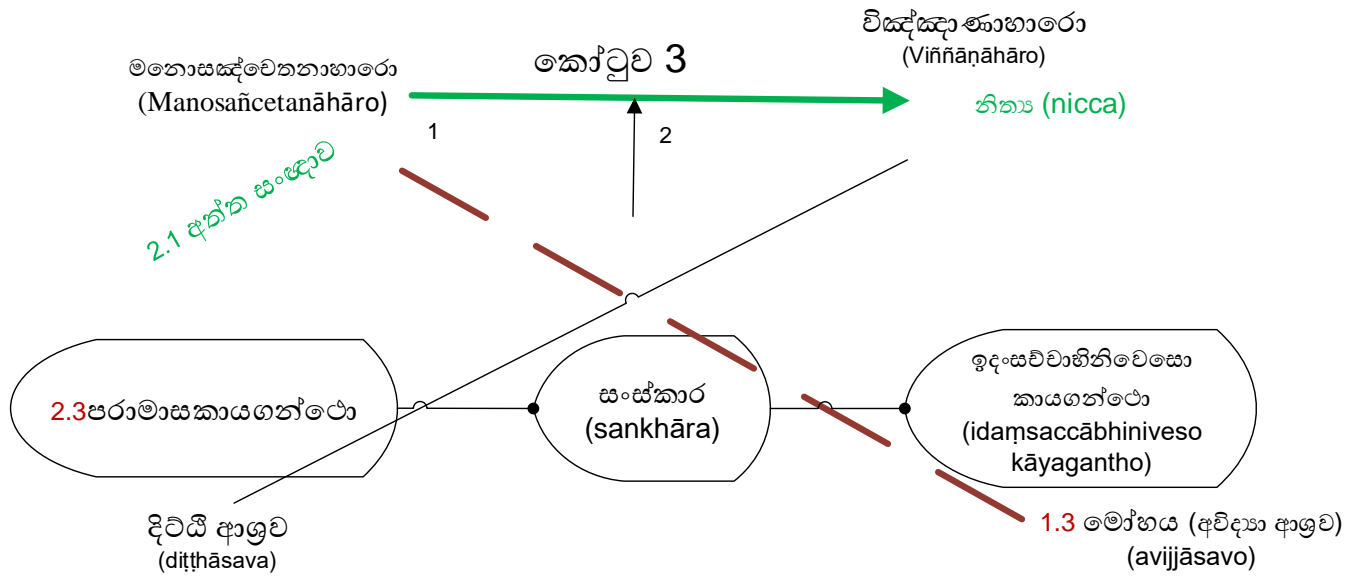 විඤ්ඤාණාහාරො
(Viññāṇāhāro)
මනොසඤ්චෙතනාහාරො
(Manosañcetanāhāro)
කෝටුව 3
නිත්‍ය (nicca)
1
2
2.1 අත්ත සංඥාව
2.3පරාමාසකායගන්ථො
සංස්කාර
(sankhāra)
ඉදංසච්චාභිනිවෙසො
කායගන්ථො
(idaṃsaccābhiniveso
kāyagantho)
දිට්ඨි ආශ්‍රව
(diṭṭhāsava)
1.3 මෝහය (අවිද්‍යා ආශ්‍රව)
(avijjāsavo)